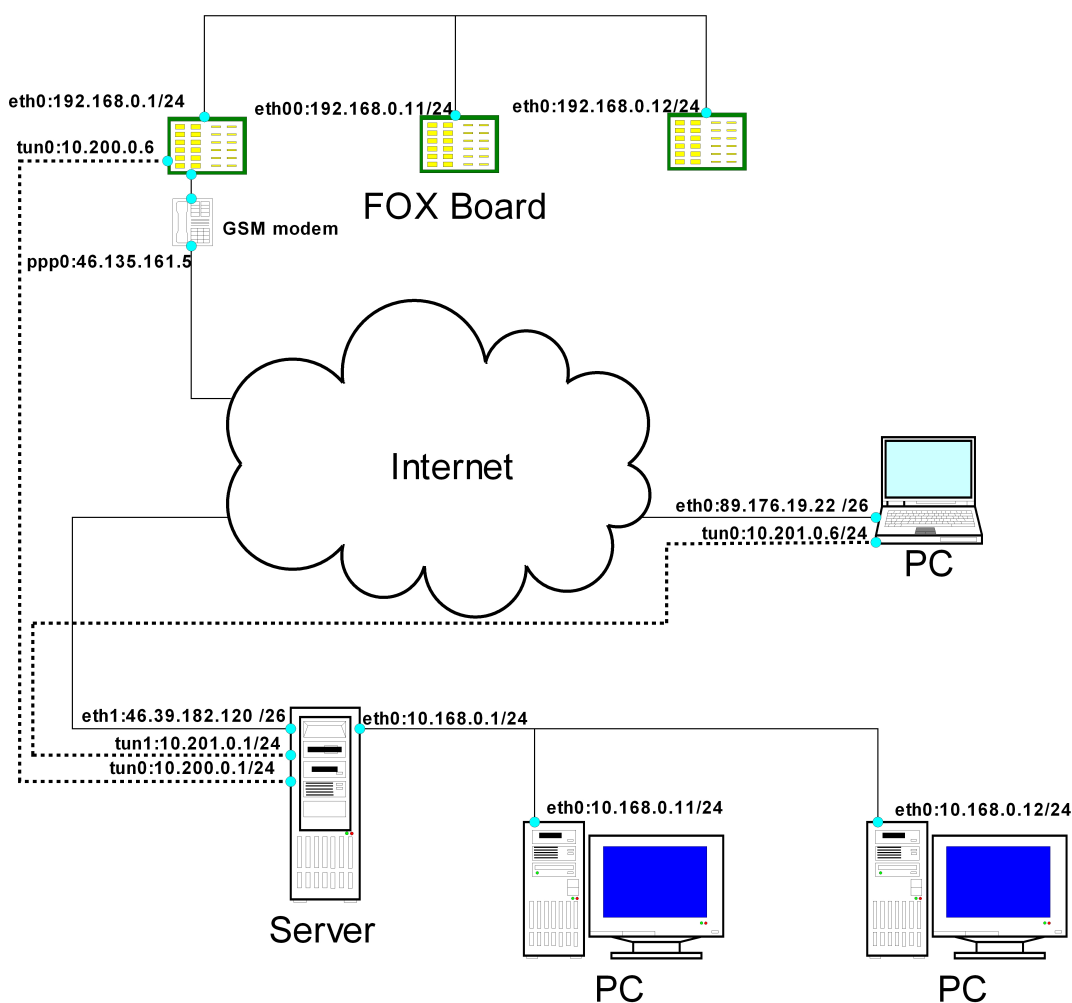 eth0:192.168.0.1/24
eth00:192.168.0.11/24
eth0:192.168.0.12/24
tun0:10.200.0.6
FOX Board
GSM modem
ppp0:46.135.161.5
Internet
eth0:89.176.19.22 /26
tun0:10.201.0.6/24
PC
eth1:46.39.182.120 /26
eth0:10.168.0.1/24
tun1:10.201.0.1/24
tun0:10.200.0.1/24
eth0:10.168.0.11/24
eth0:10.168.0.12/24
Server
PC
PC